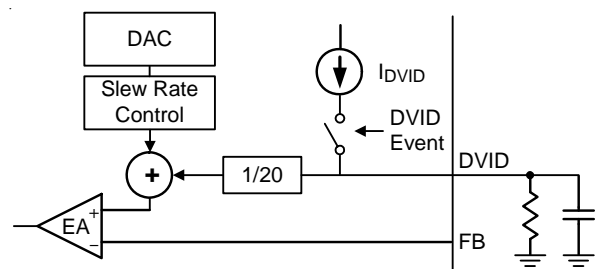 DAC
Slew Rate
Control
I_DVID
DVID
Event
DVID
+
1/20
EA
+
−
FB